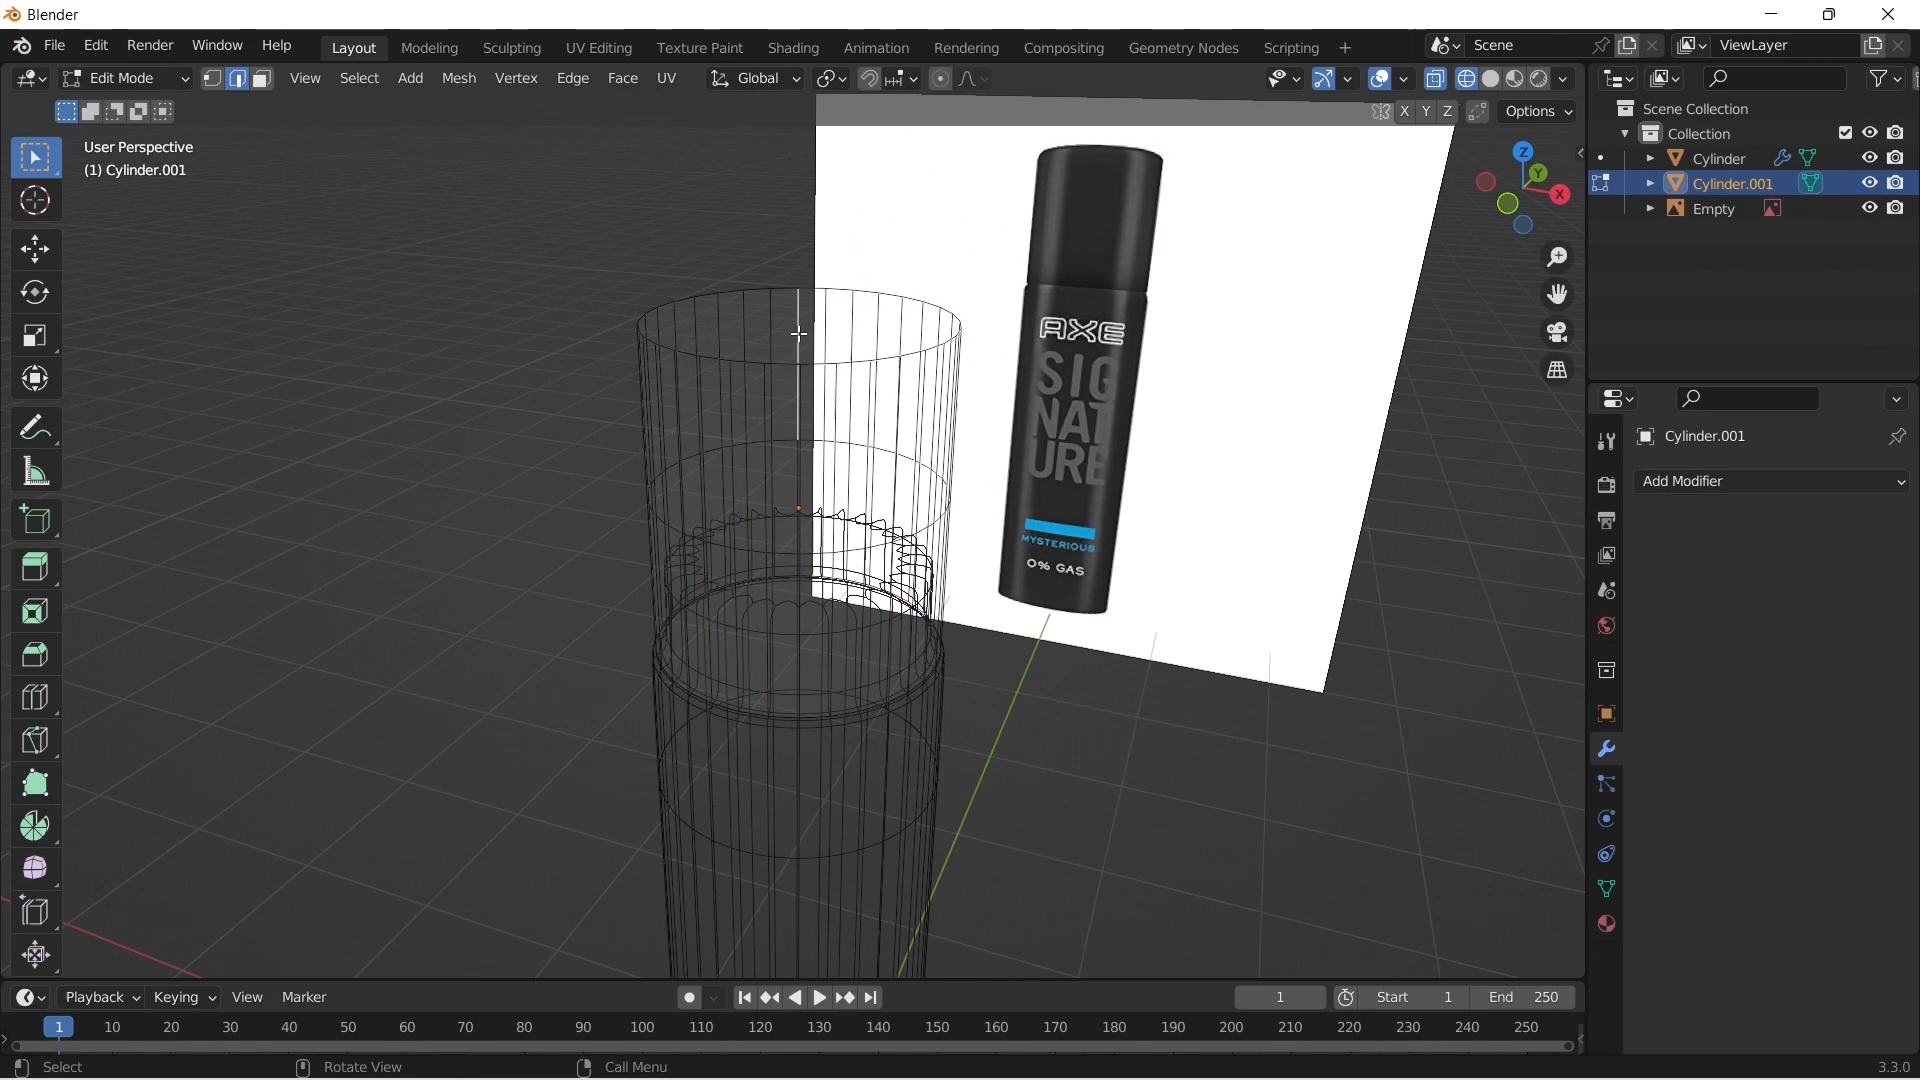 Blender
File Edit Render Window Help Layout Modeling Sculpting UV Editing Texture Paint Shading Animation Rendering Compositing Geometry Nodes Scripting + Scene ViewLayer
Edit Mode View Select Add Mesh Vertex Edge Face UV Global
X Y Z Options
User Perspective
(1) Cylinder.001
Z
Y
X
AXE
SIG
NAT
URE
MYSTERIOUS
0% GAS
Scene Collection
Collection
Cylinder
Cylinder.001
Empty
Cylinder.001
Add Modifier
Playback Keying View Marker 1 Start 1 End 250
1 10 20 30 40 50 60 70 80 90 100 110 120 130 140 150 160 170 180 190 200 210 220 230 240 250
Select Rotate View Call Menu 3.3.0